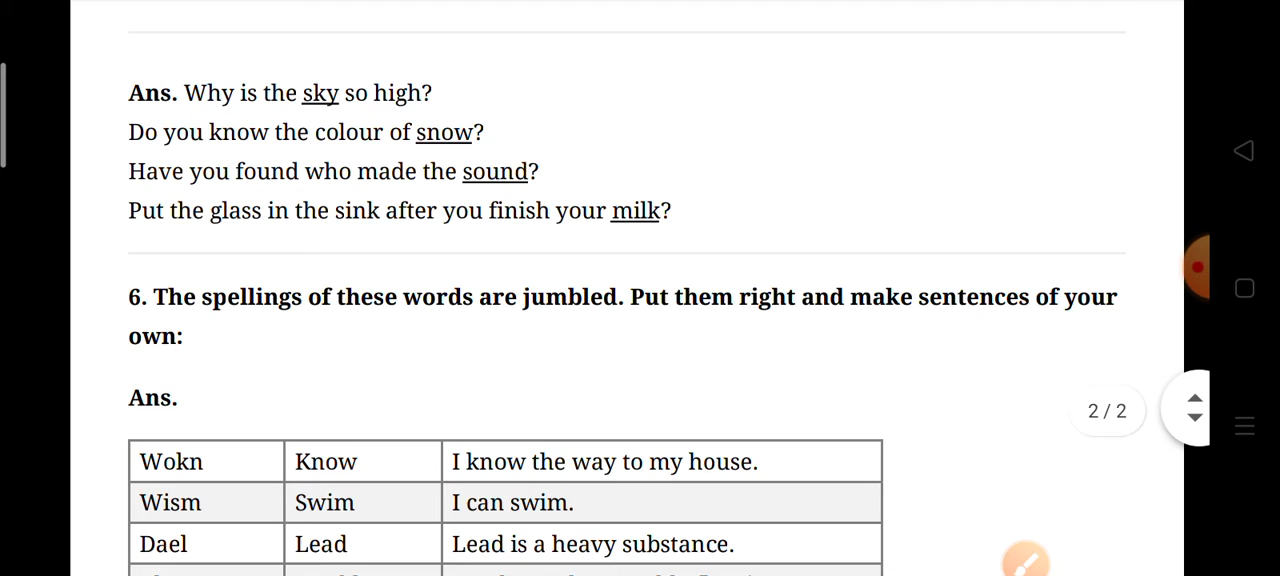 Ans. Why is the sky so high?
Do you know the colour of snow?
Have you found who made the sound?
Put the glass in the sink after you finish your milk?
6. The spellings of these words are jumbled. Put them right and make sentences of your
own:
Ans.
2 / 2
Wokn Know I know the way to my house.
Wism Swim I can swim.
Dael Lead Lead is a heavy substance.